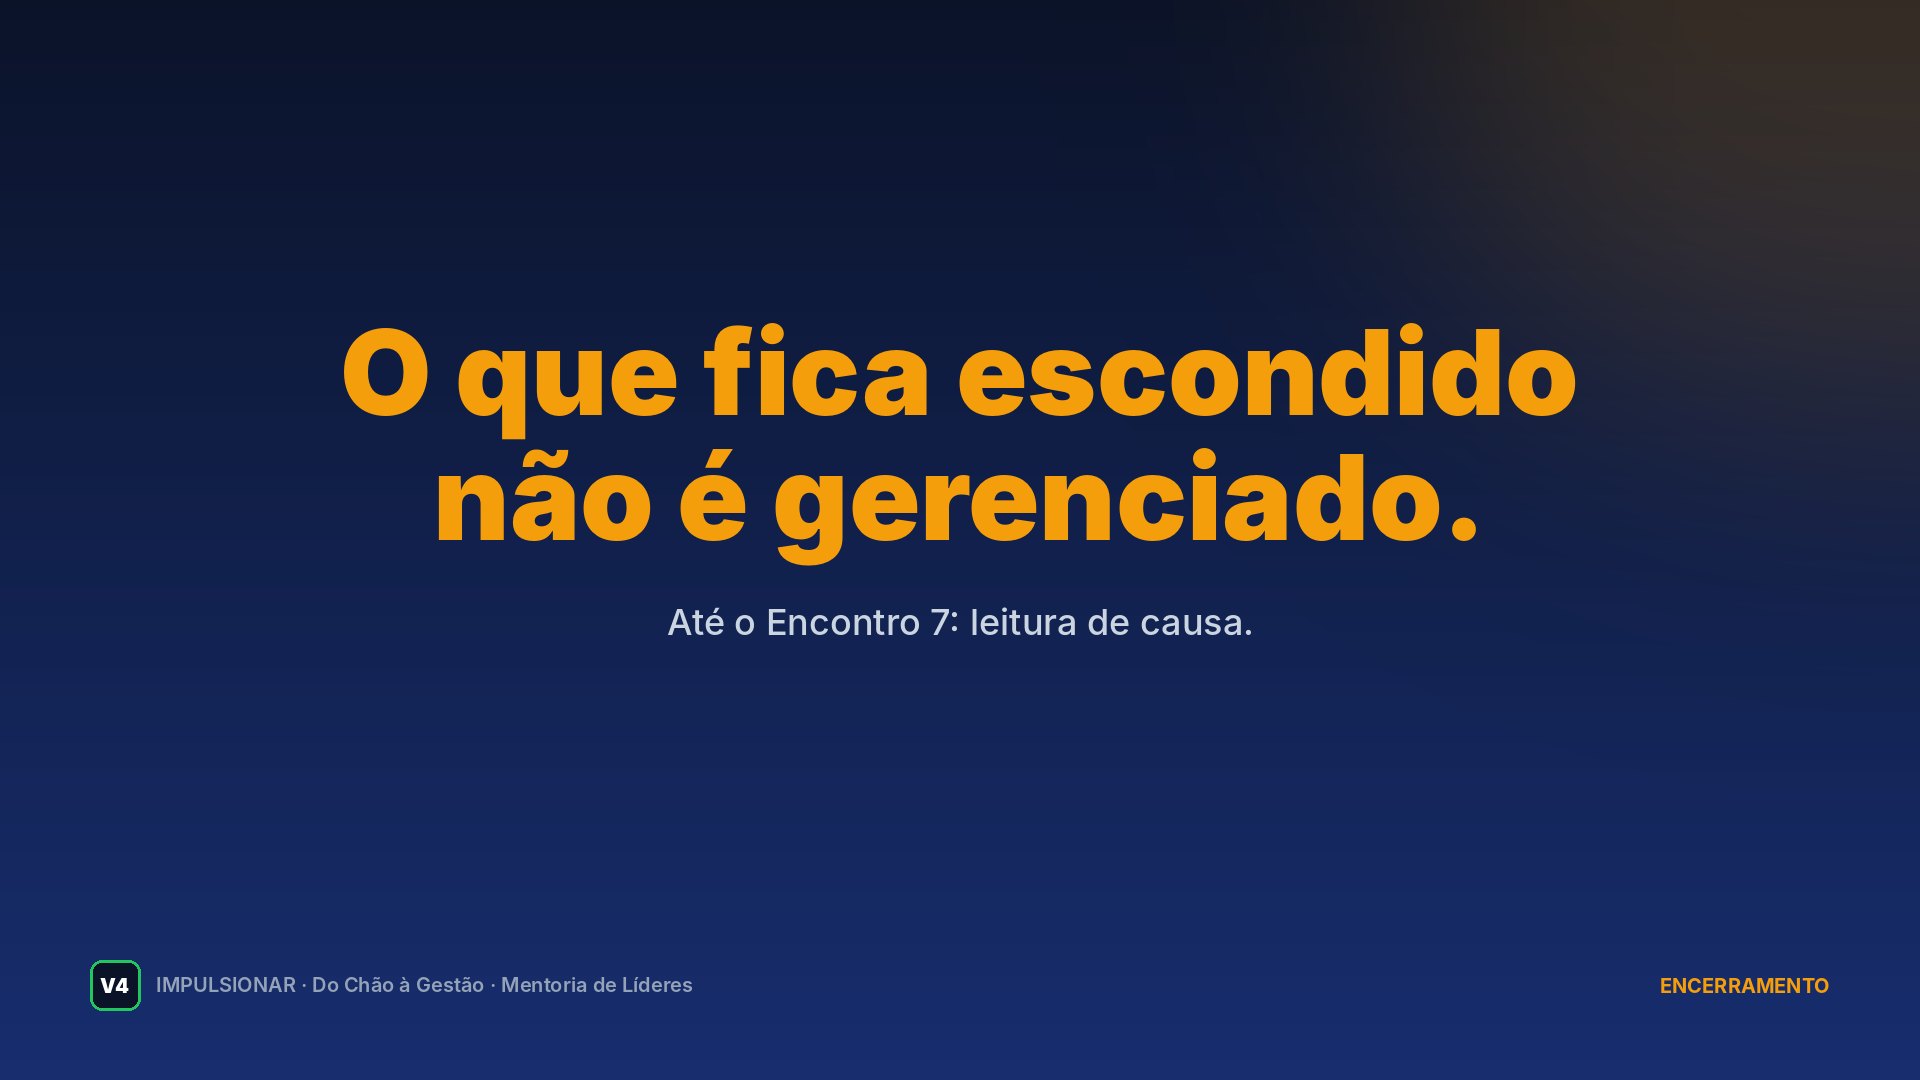 O que fica escondido
não é gerenciado.
Até o Encontro 7: leitura de causa.
V4
IMPULSIONAR · Do Chão à Gestão · Mentoria de Líderes
ENCERRAMENTO